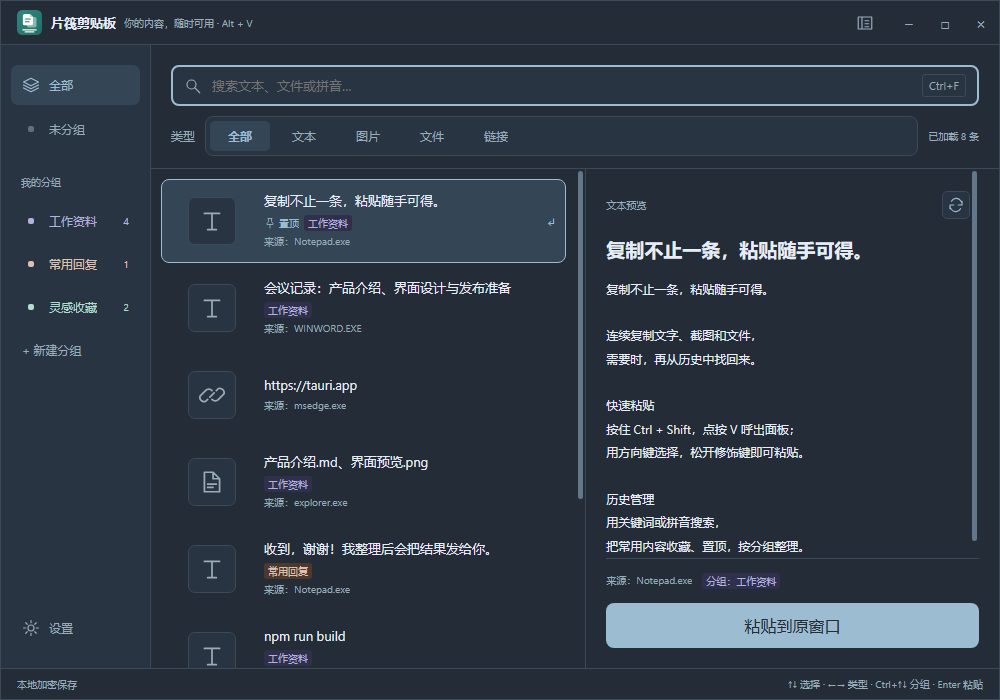 片筏剪贴板 你的内容，随时可用 · Alt + V
全部
未分组
我的分组
工作资料 4
常用回复 1
灵感收藏 2
+ 新建分组
设置
搜索文本、文件或拼音... Ctrl+F
类型 全部 文本 图片 文件 链接 已加载 8 条
复制不止一条，粘贴随手可得。
置顶 工作资料
来源：Notepad.exe
会议记录：产品介绍、界面设计与发布准备
工作资料
来源：WINWORD.EXE
https://tauri.app
来源：msedge.exe
产品介绍.md、界面预览.png
工作资料
来源：explorer.exe
收到，谢谢！我整理后会把结果发给你。
常用回复
来源：Notepad.exe
npm run build
工作资料
文本预览
复制不止一条，粘贴随手可得。
复制不止一条，粘贴随手可得。
连续复制文字、截图和文件，
需要时，再从历史中找回来。
快速粘贴
按住 Ctrl + Shift，点按 V 呼出面板；
用方向键选择，松开修饰键即可粘贴。
历史管理
用关键词或拼音搜索，
把常用内容收藏、置顶，按分组整理。
来源：Notepad.exe 分组：工作资料
粘贴到原窗口
本地加密保存
↑↓ 选择 · ←→ 类型 · Ctrl+↑↓ 分组 · Enter 粘贴